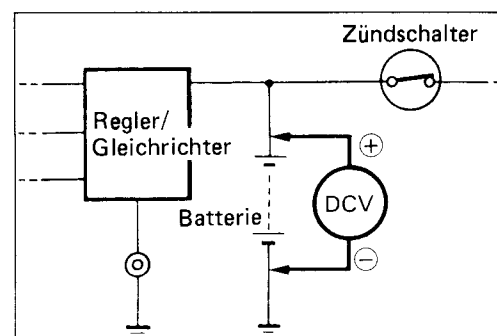 Zündschalter
Regler/
Gleichrichter
+
DCV
Batterie
−